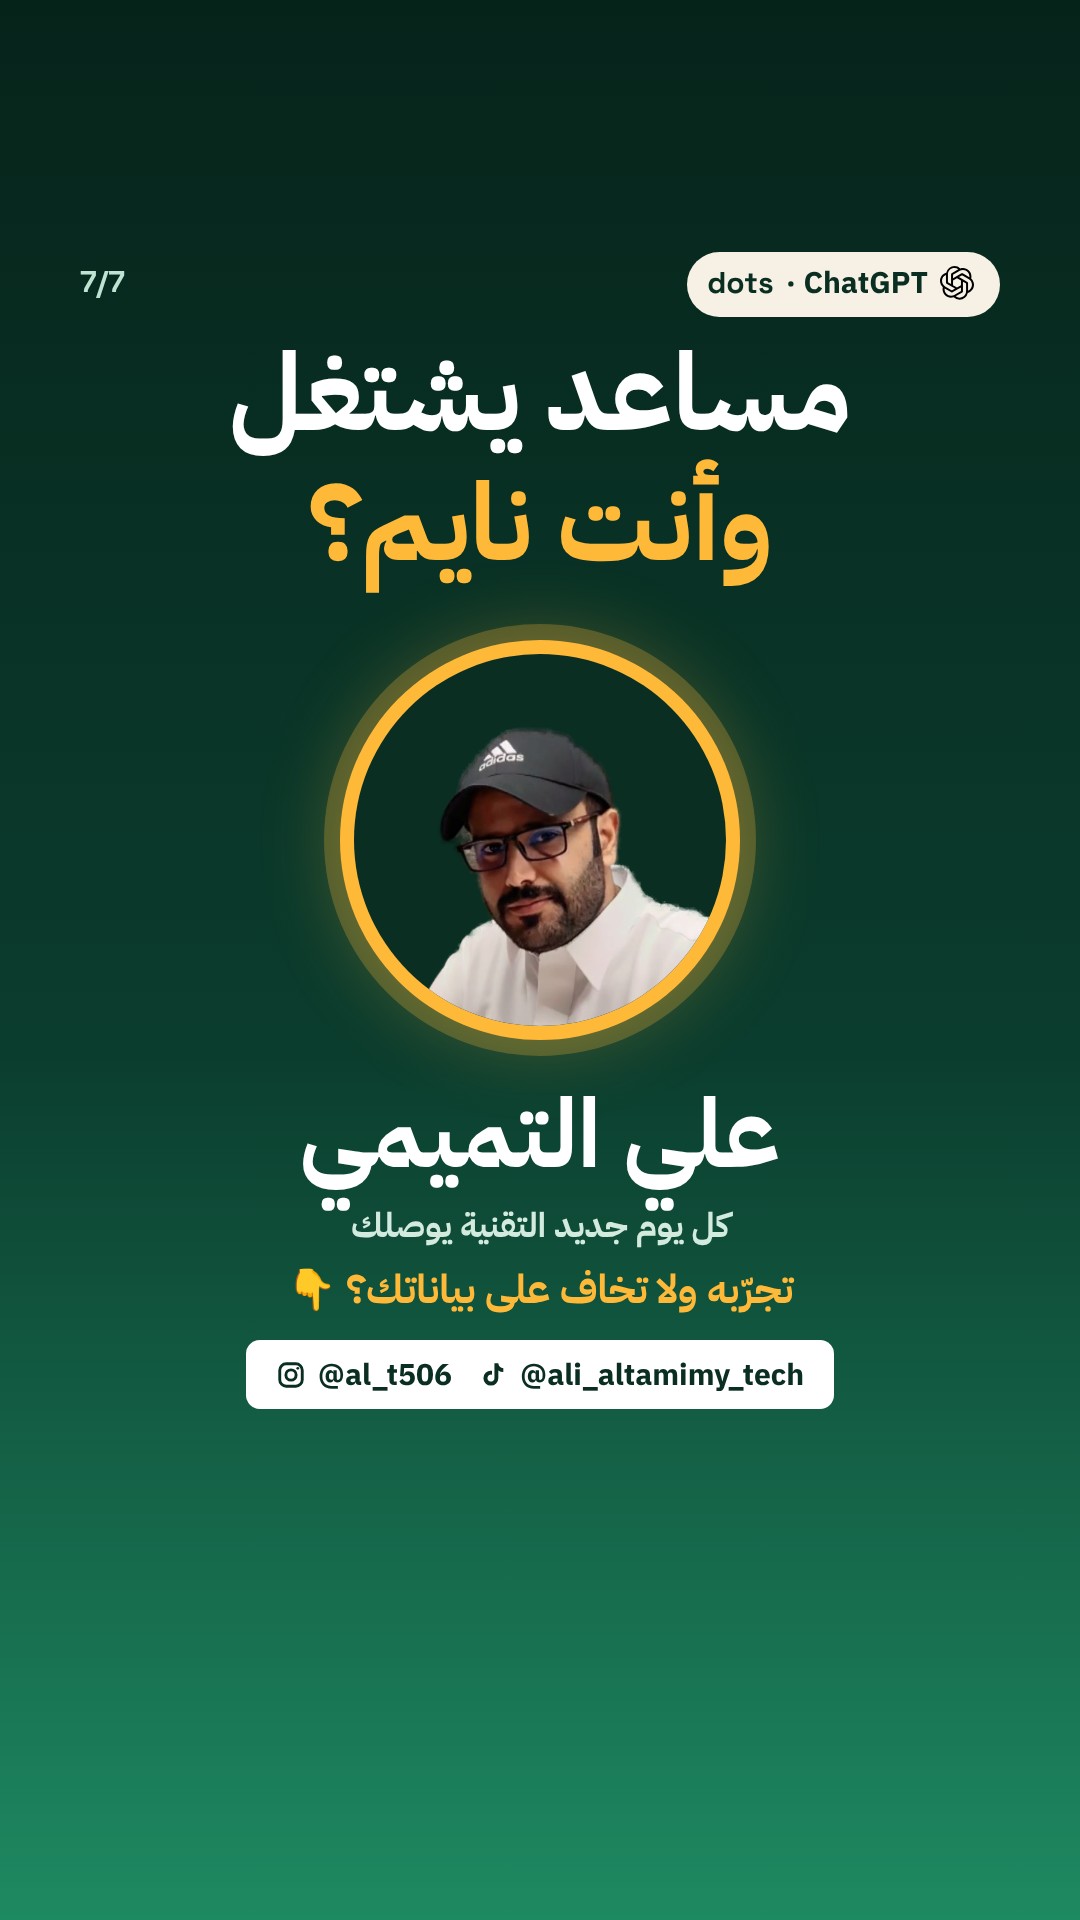 7/7
dots · ChatGPT
مساعد يشتغل
وأنت نايم؟
adidas
علي التميمي
كل يوم جديد التقنية يوصلك
تجرّبه ولا تخاف على بياناتك؟ 👇
@al_t506 @ali_altamimy_tech